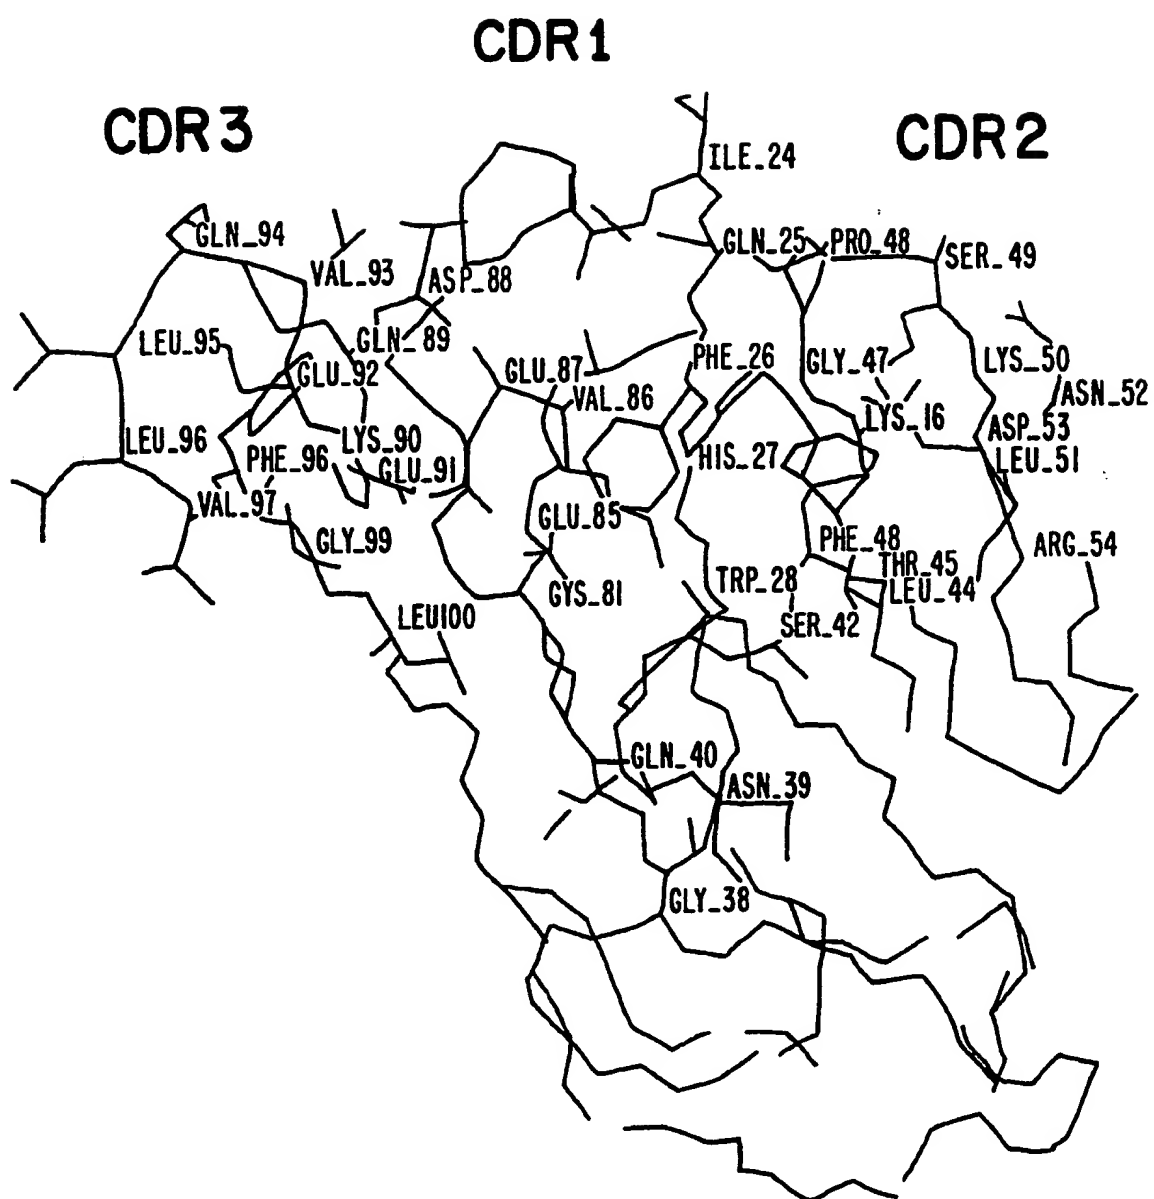 CDR1
CDR3
CDR2
ILE_24
GLN_94
GLN_25
PRO_48
SER_49
VAL_93
ASP_88
LEU_95
GLN_89
GLU_92
GLU_87
PHE_26
GLY_47
LYS_50
ASN_52
VAL_86
LYS_16
LEU_96
LYS_90
ASP_53
PHE_96
GLU_91
HIS_27
LEU_51
VAL_97
GLU_85
GLY_99
PHE_48
THR_45
ARG_54
GYS_81
TRP_28
LEU_44
LEU100
SER_42
GLN_40
ASN_39
GLY_38